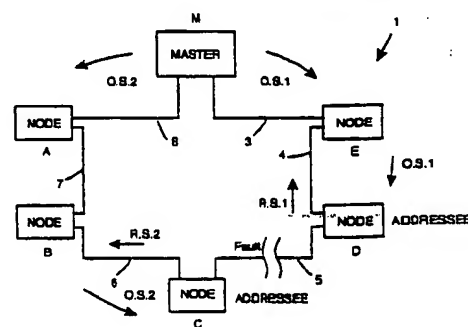 M
1
MASTER
O.S.2
O.S.1
NODE
NODE
A
8
3
E
4
O.S.1
7
R.S.1
NODE
NODE
ADDRESSEE
B
R.S.2
Fault
D
6
5
O.S.2
NODE
ADDRESSEE
C